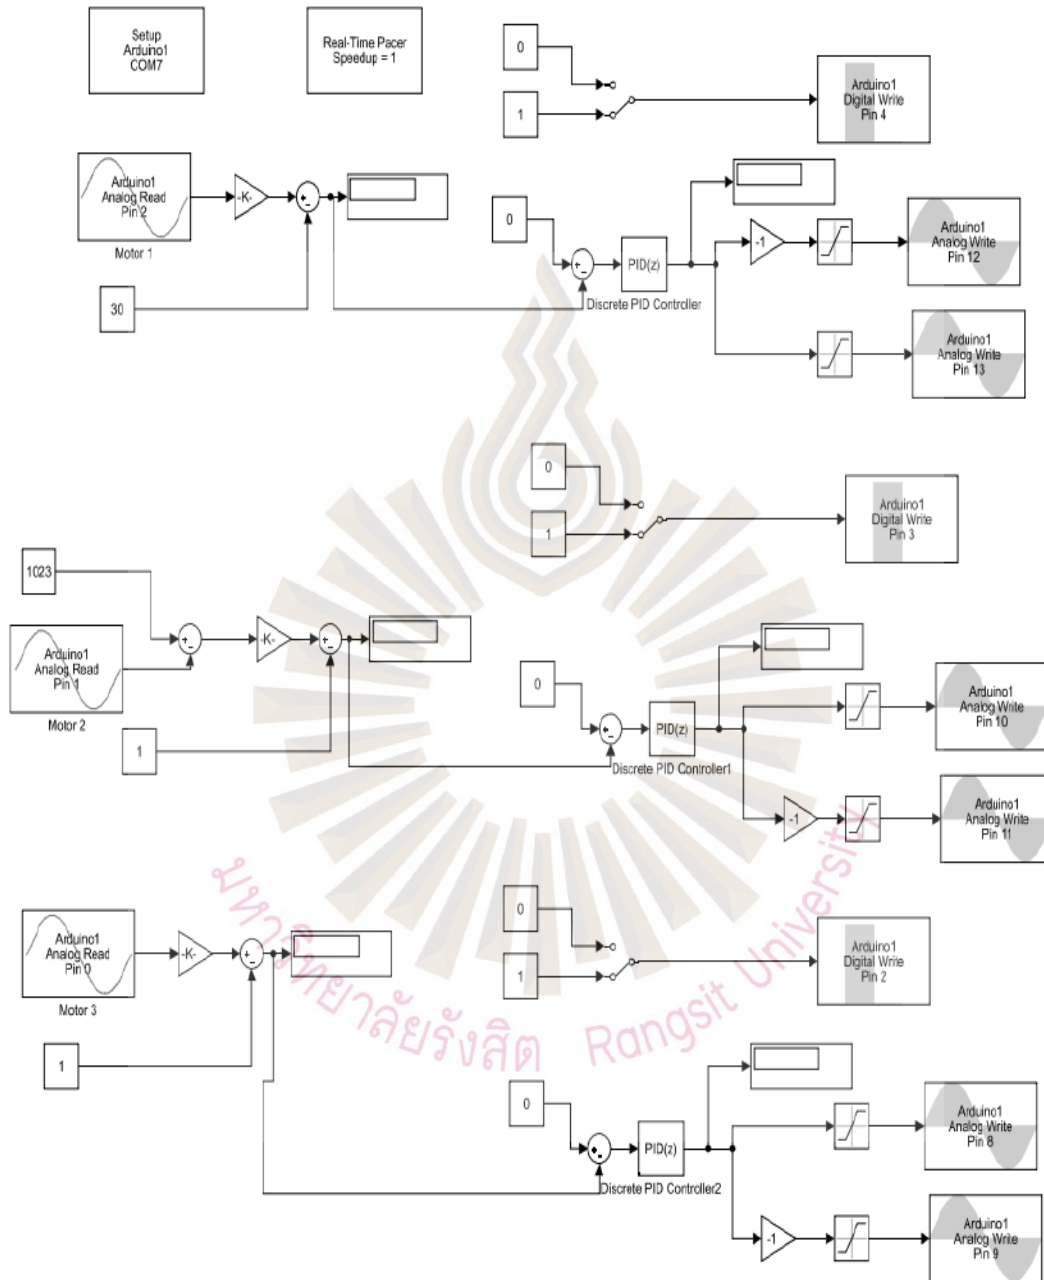 Setup
Arduino1
COM7
Real-Time Pacer
Speedup = 1
0
1
Arduino1
Digital Write
Pin 4
Arduino1
Analog Read
Pin 2
Motor 1
-K-
+
-
30
0
+
-
PID(z)
Discrete PID Controller
-1
Arduino1
Analog Write
Pin 12
Arduino1
Analog Write
Pin 13
0
1
Arduino1
Digital Write
Pin 3
1023
+
-
Arduino1
Analog Read
Pin 1
Motor 2
-K-
+
-
1
0
+
-
PID(z)
Discrete PID Controller1
Arduino1
Analog Write
Pin 10
-1
Arduino1
Analog Write
Pin 11
Arduino1
Analog Read
Pin 0
Motor 3
-K-
+
-
1
0
1
Arduino1
Digital Write
Pin 2
0
+
-
PID(z)
Discrete PID Controller2
Arduino1
Analog Write
Pin 8
-1
Arduino1
Analog Write
Pin 9
มหาวิทยาลัยรังสิต Rangsit University